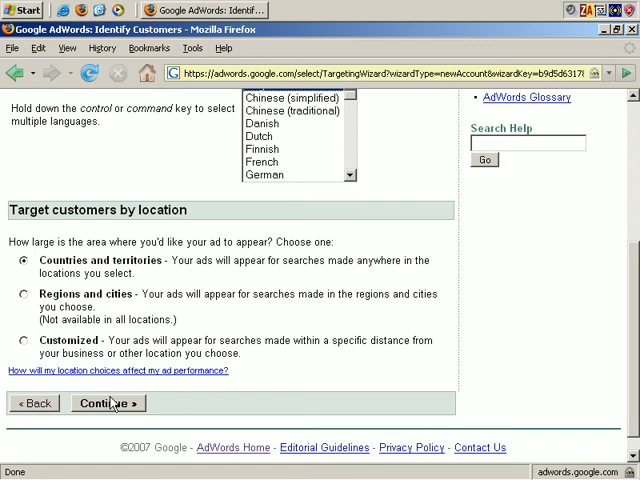 Start
Google AdWords: Identif...
Google AdWords: Identify Customers - Mozilla Firefox
File Edit View History Bookmarks Tools Help
https://adwords.google.com/select/TargetingWizard?wizardType=newAccount&wizardKey=b9d5d63178
Hold down the control or command key to select
multiple languages.
Chinese (simplified)
Chinese (traditional)
Danish
Dutch
Finnish
French
German
• AdWords Glossary
Search Help
Go
Target customers by location
How large is the area where you'd like your ad to appear? Choose one:
Countries and territories - Your ads will appear for searches made anywhere in the
locations you select.
Regions and cities - Your ads will appear for searches made in the regions and cities
you choose.
(Not available in all locations.)
Customized - Your ads will appear for searches made within a specific distance from
your business or other location you choose.
How will my location choices affect my ad performance?
« Back Continue »
©2007 Google - AdWords Home - Editorial Guidelines - Privacy Policy - Contact Us
Done
adwords.google.com